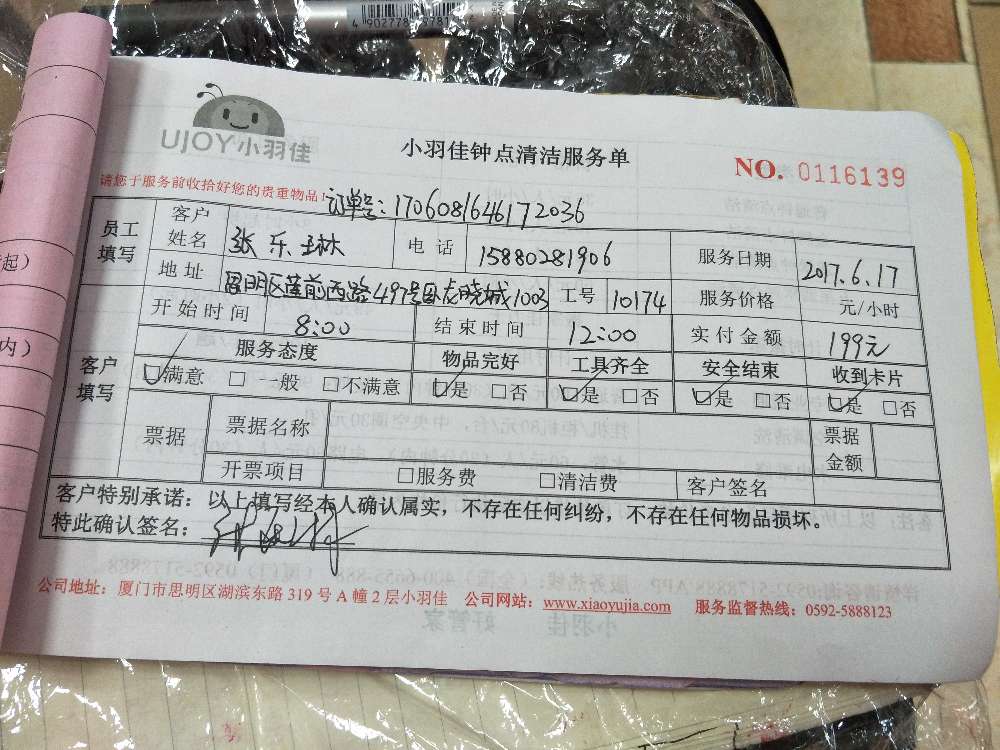 4902778 9781
UJOY小羽佳
小羽佳钟点清洁服务单
NO. 0116139
请您于服务前收拾好您的贵重物品！
订单号：170608164617 2036
员工填写 客户姓名 张乐琳 电话 15880281906 服务日期 2017.6.17
地址 思明区莲前西路497号卧龙晓城1003 工号 10174 服务价格 元/小时
客户填写 开始时间 8:00 结束时间 12:00 实付金额 199元
服务态度 物品完好 工具齐全 安全结束 收到卡片
☑满意 □一般 □不满意 ☑是 □否 ☑是 □否 ☑是 □否 ☑是 □否
票据 票据名称 票据金额
开票项目 □服务费 □清洁费 客户签名
客户特别承诺：以上填写经本人确认属实，不存在任何纠纷，不存在任何物品损坏。
特此确认签名：
公司地址：厦门市思明区湖滨东路 319 号 A 幢 2 层小羽佳 公司网站：www.xiaoyujia.com 服务监督热线：0592-5888123
起）
内）